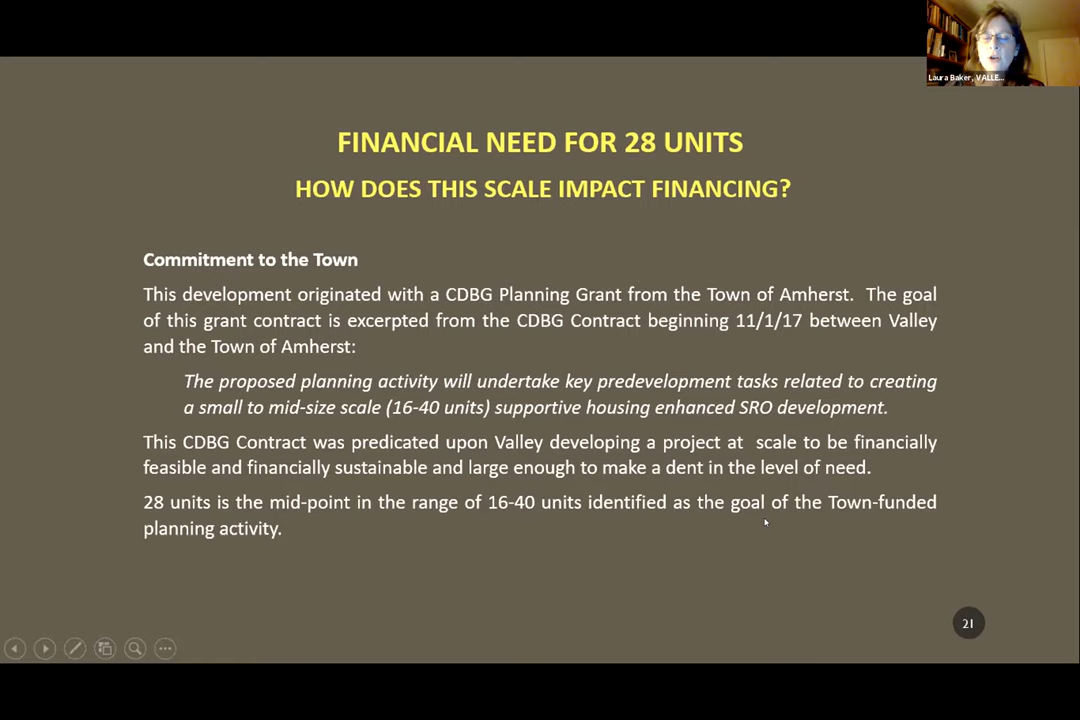 Laura Baker, VALLE...
FINANCIAL NEED FOR 28 UNITS
HOW DOES THIS SCALE IMPACT FINANCING?
Commitment to the Town
This development originated with a CDBG Planning Grant from the Town of Amherst. The goal
of this grant contract is excerpted from the CDBG Contract beginning 11/1/17 between Valley
and the Town of Amherst:
The proposed planning activity will undertake key predevelopment tasks related to creating
a small to mid-size scale (16-40 units) supportive housing enhanced SRO development.
This CDBG Contract was predicated upon Valley developing a project at scale to be financially
feasible and financially sustainable and large enough to make a dent in the level of need.
28 units is the mid-point in the range of 16-40 units identified as the goal of the Town-funded
planning activity.
21